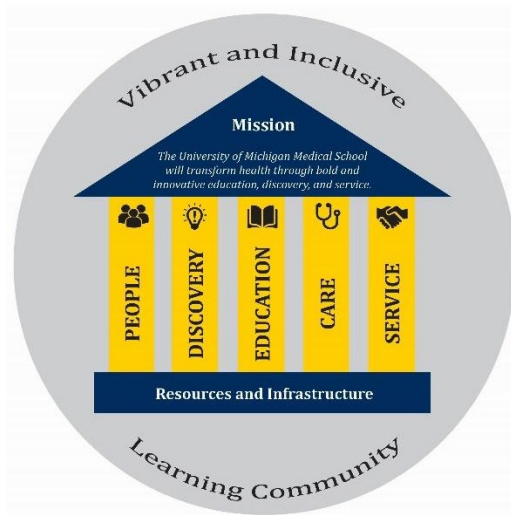 Vibrant and Inclusive
Mission
The University of Michigan Medical School
will transform health through bold and
innovative education, discovery, and service.
PEOPLE
DISCOVERY
EDUCATION
CARE
SERVICE
Resources and Infrastructure
Learning Community